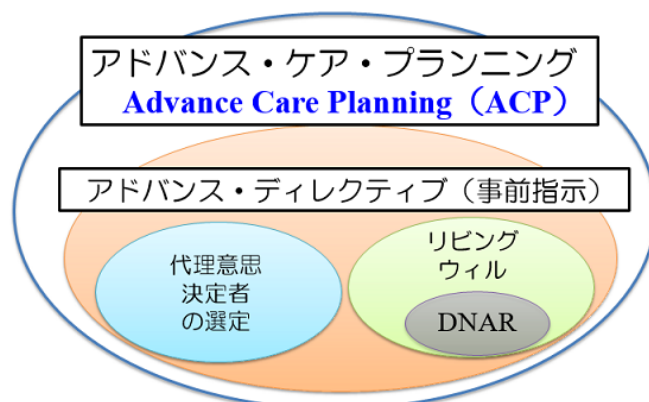 アドバンス・ケア・プランニング
Advance Care Planning（ACP）
アドバンス・ディレクティブ（事前指示）
代理意思
決定者
の選定
リビング
ウィル
DNAR